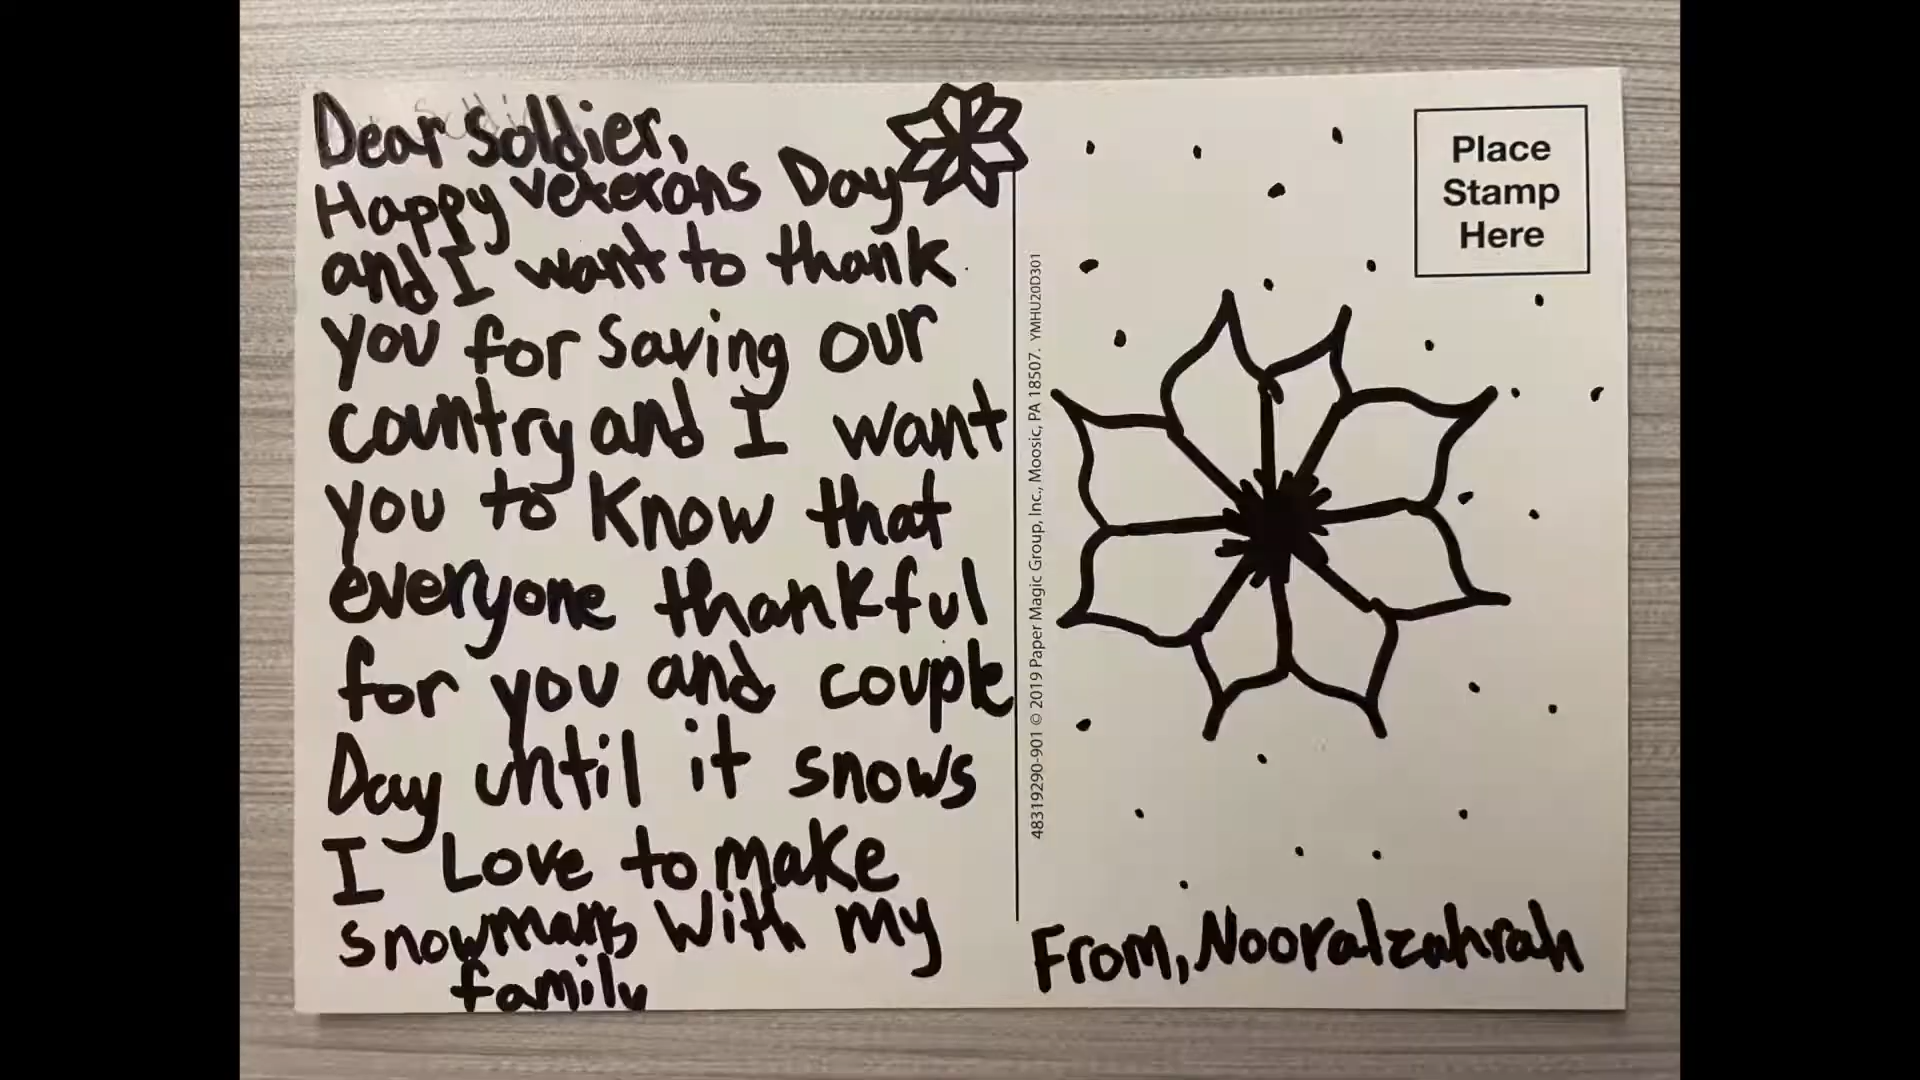 Dear Soldier,
Happy veterans Day
and I want to thank
you for saving our
country and I want
you to Know that
everyone thankful
for you and couple
Day until it snows
I Love to make
snowmans with my
family
48319290-901 © 2019 Paper Magic Group, Inc., Moosic, PA 18507. YMHU20D301
Place
Stamp
Here
From, Nooralzahrah